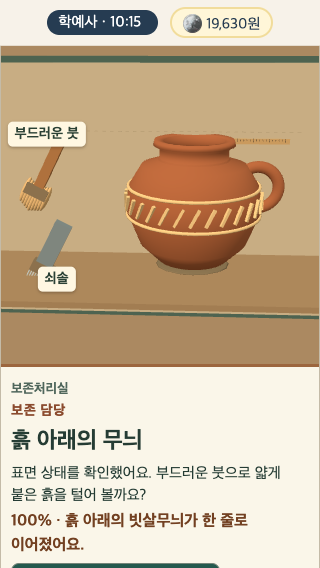 학예사 · 10:15
19,630원
부드러운 붓
쇠솔
보존처리실
보존 담당
흙 아래의 무늬
표면 상태를 확인했어요. 부드러운 붓으로 얇게
붙은 흙을 털어 볼까요?
100% · 흙 아래의 빗살무늬가 한 줄로
이어졌어요.